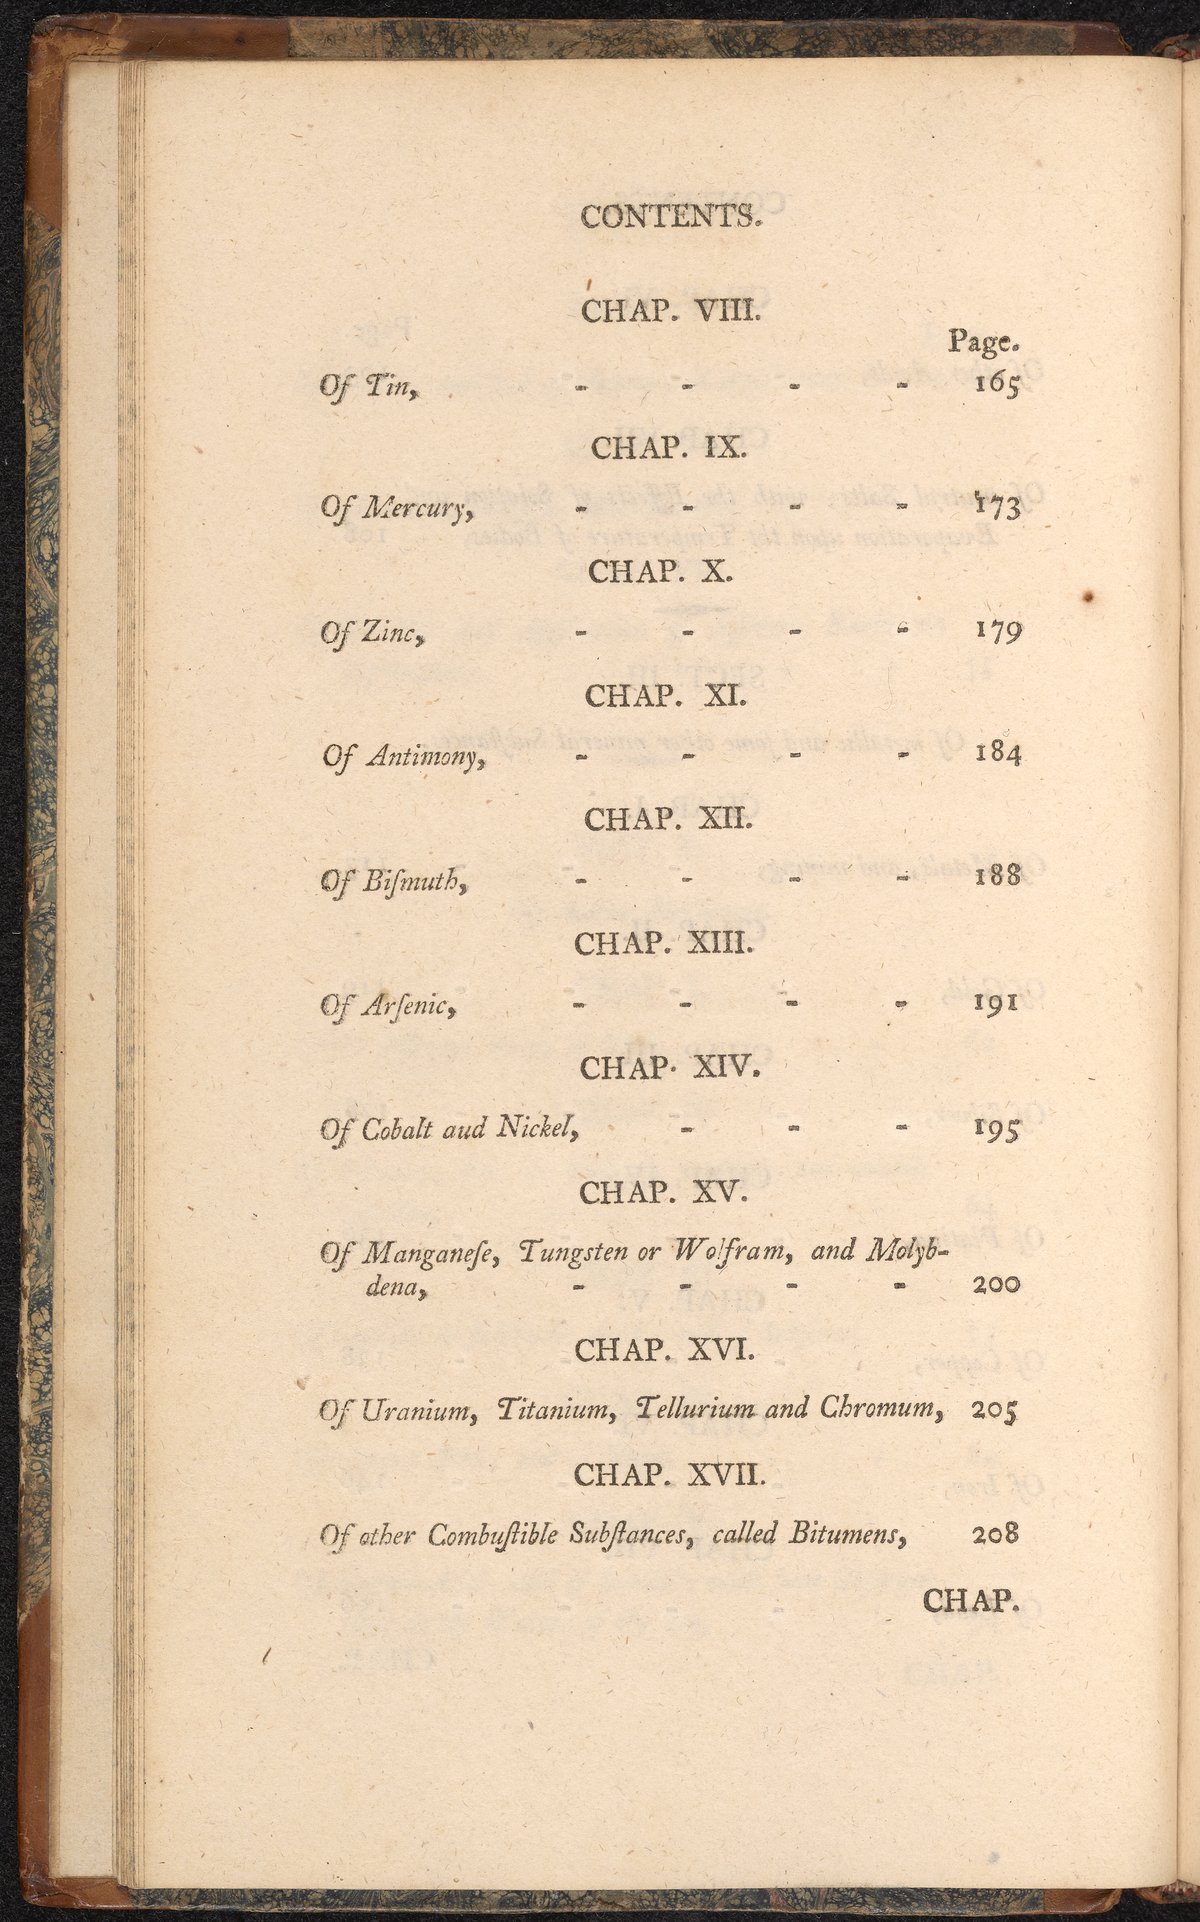 CONTENTS.
CHAP. VIII.
Page.
Of Tin, - - - - 165
CHAP. IX.
Of Mercury, - - - - 173
CHAP. X.
Of Zinc, - - - - 179
CHAP. XI.
Of Antimony, - - - - 184
CHAP. XII.
Of Biſmuth, - - - - 188
CHAP. XIII.
Of Arſenic, - - - - 191
CHAP. XIV.
Of Cobalt aud Nickel, - - - 195
CHAP. XV.
Of Manganeſe, Tungsten or Wolfram, and Molyb-
dena, - - - - 200
CHAP. XVI.
Of Uranium, Titanium, Tellurium and Chromum, 205
CHAP. XVII.
Of other Combuſtible Subſtances, called Bitumens, 208
CHAP.